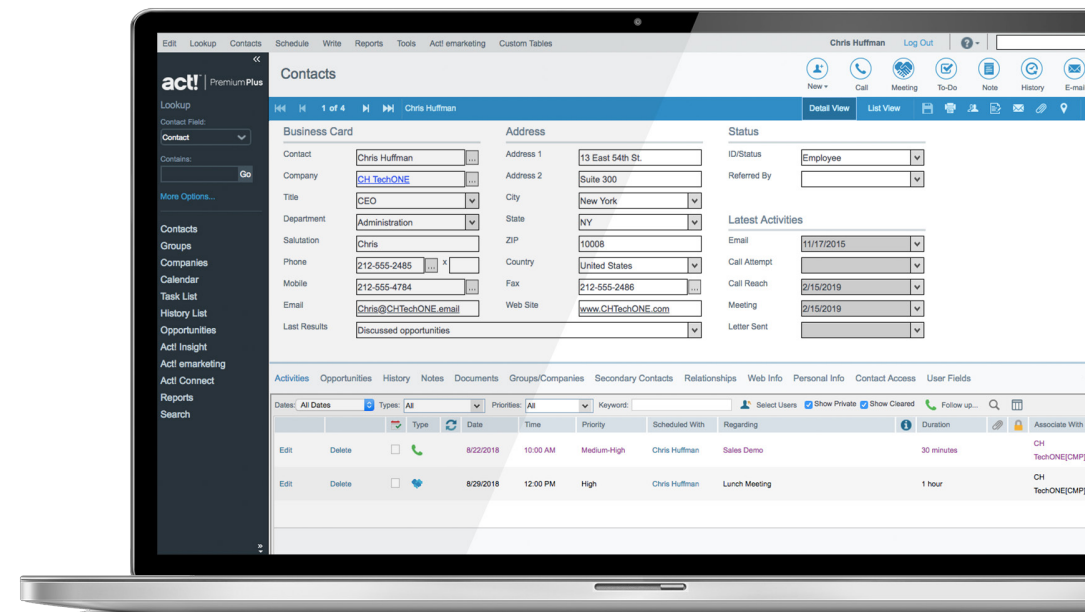 Edit Lookup Contacts Schedule Write Reports Tools Act! emarketing Custom Tables Chris Huffman Log Out ?
«
act! Premium Plus
Contacts
New Call Meeting To-Do Note History E-mail
Lookup
1 of 4 Chris Huffman Detail View List View
Contact Field:
Contact
Contains:
Go
More Options...
Contacts
Groups
Companies
Calendar
Task List
History List
Opportunities
Act! Insight
Act! emarketing
Act! Connect
Reports
Search
»
Business Card Address Status
Contact Chris Huffman ... Address 1 13 East 54th St. ID/Status Employee
Company CH TechONE ... Address 2 Suite 300 Referred By
Title CEO City New York
Department Administration State NY Latest Activities
Salutation Chris ZIP 10008 Email 11/17/2015
Phone 212-555-2485 ... x Country United States Call Attempt
Mobile 212-555-4784 ... Fax 212-555-2486 ... Call Reach 2/15/2019
Email Chris@CHTechONE.email Web Site www.CHTechONE.com Meeting 2/15/2019
Last Results Discussed opportunities Letter Sent
Activities Opportunities History Notes Documents Groups/Companies Secondary Contacts Relationships Web Info Personal Info Contact Access User Fields
Dates: All Dates Types: All Priorities: All Keyword: Select Users Show Private Show Cleared Follow up...
Type Date Time Priority Scheduled With Regarding Duration Associate With
Edit Delete 8/22/2018 10:00 AM Medium-High Chris Huffman Sales Demo 30 minutes CH
TechONE[CMP]
Edit Delete 8/29/2018 12:00 PM High Chris Huffman Lunch Meeting 1 hour CH
TechONE[CMP]